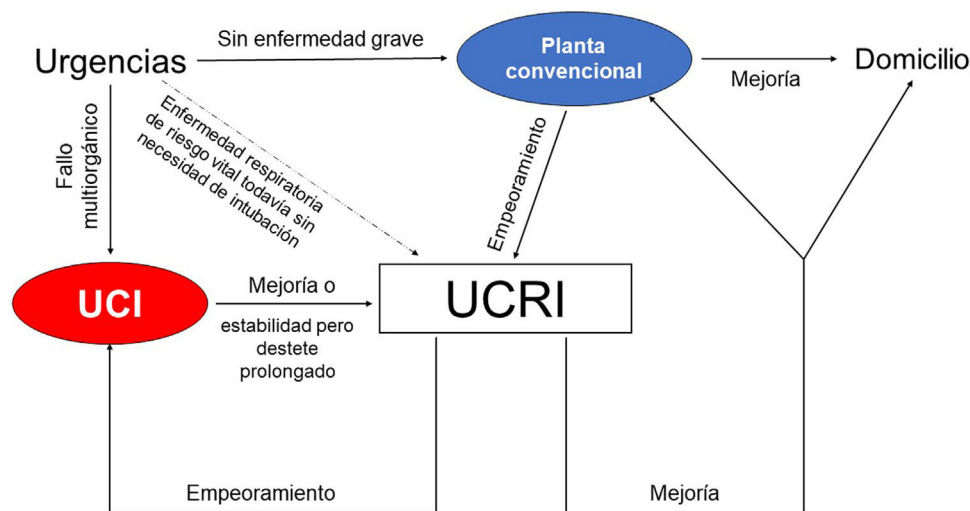 Urgencias
Sin enfermedad grave
Planta
convencional
Mejoría
Domicilio
Fallo
multiorgánico
Enfermedad respiratoria
de riesgo vital todavía sin
necesidad de intubación
Empeoramiento
UCI
Mejoría o
estabilidad pero
destete
prolongado
UCRI
Empeoramiento
Mejoría